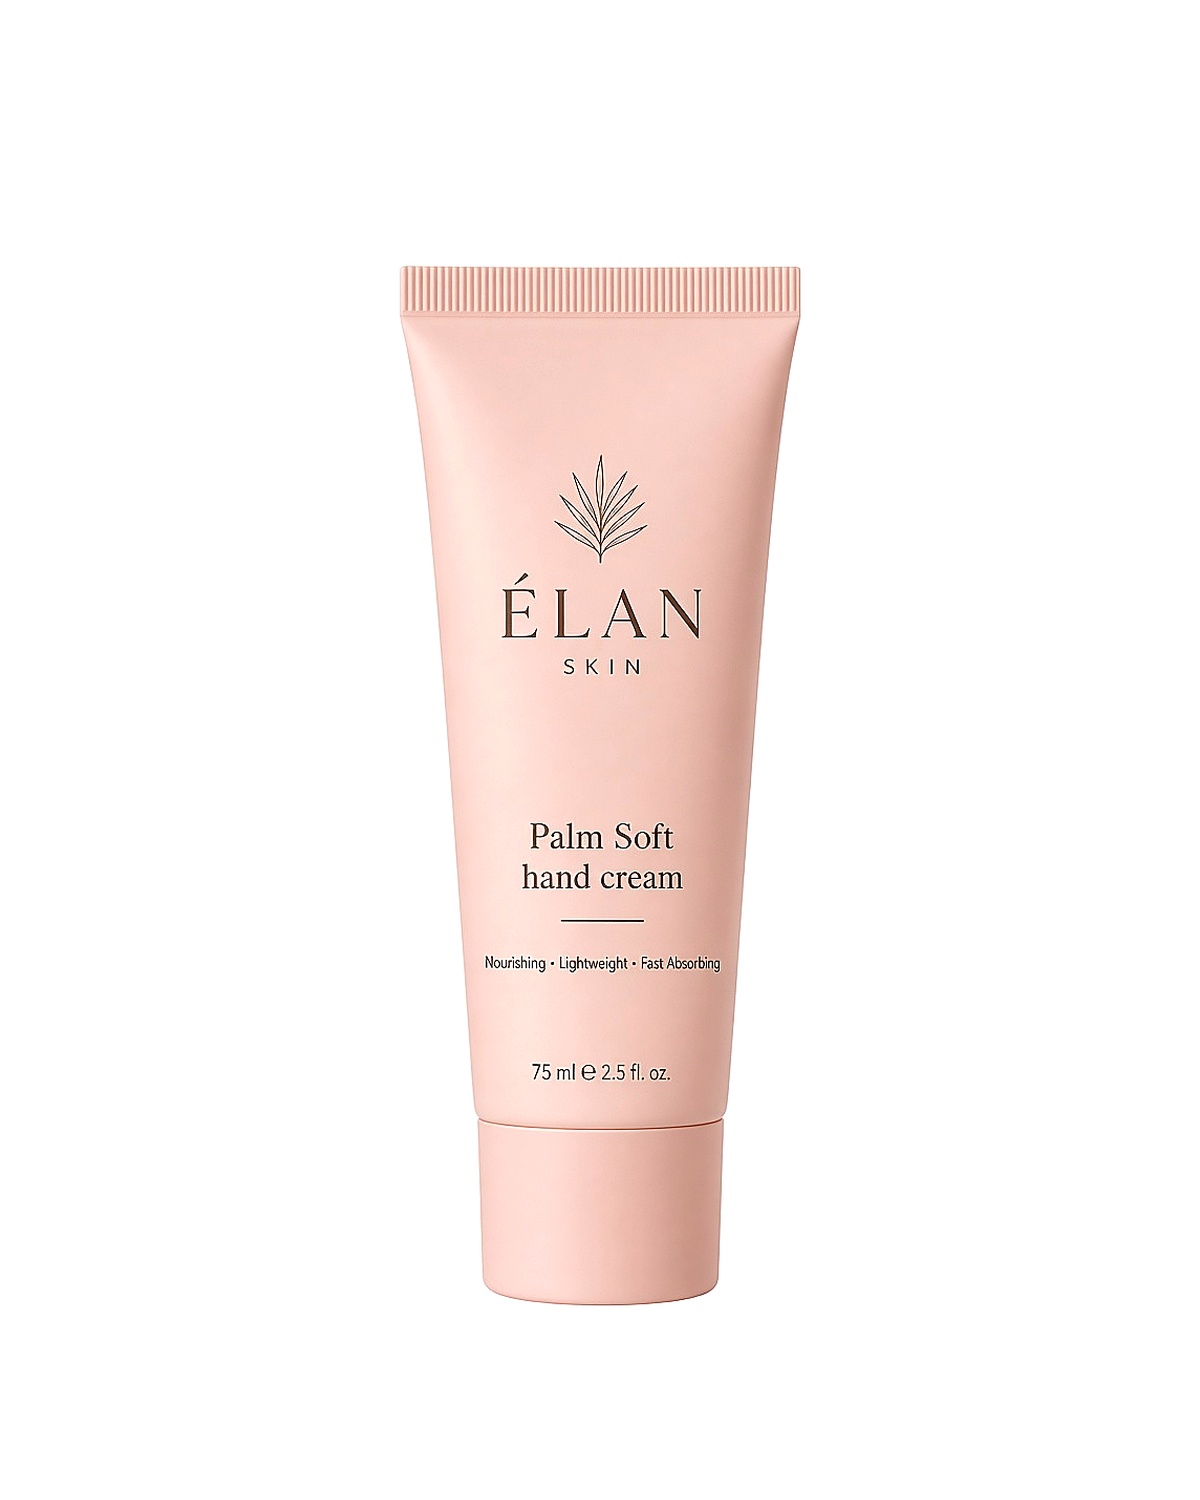 ÉLAN
SKIN
Palm Soft
hand cream
Nourishing • Lightweight • Fast Absorbing
75 ml ℮ 2.5 fl. oz.